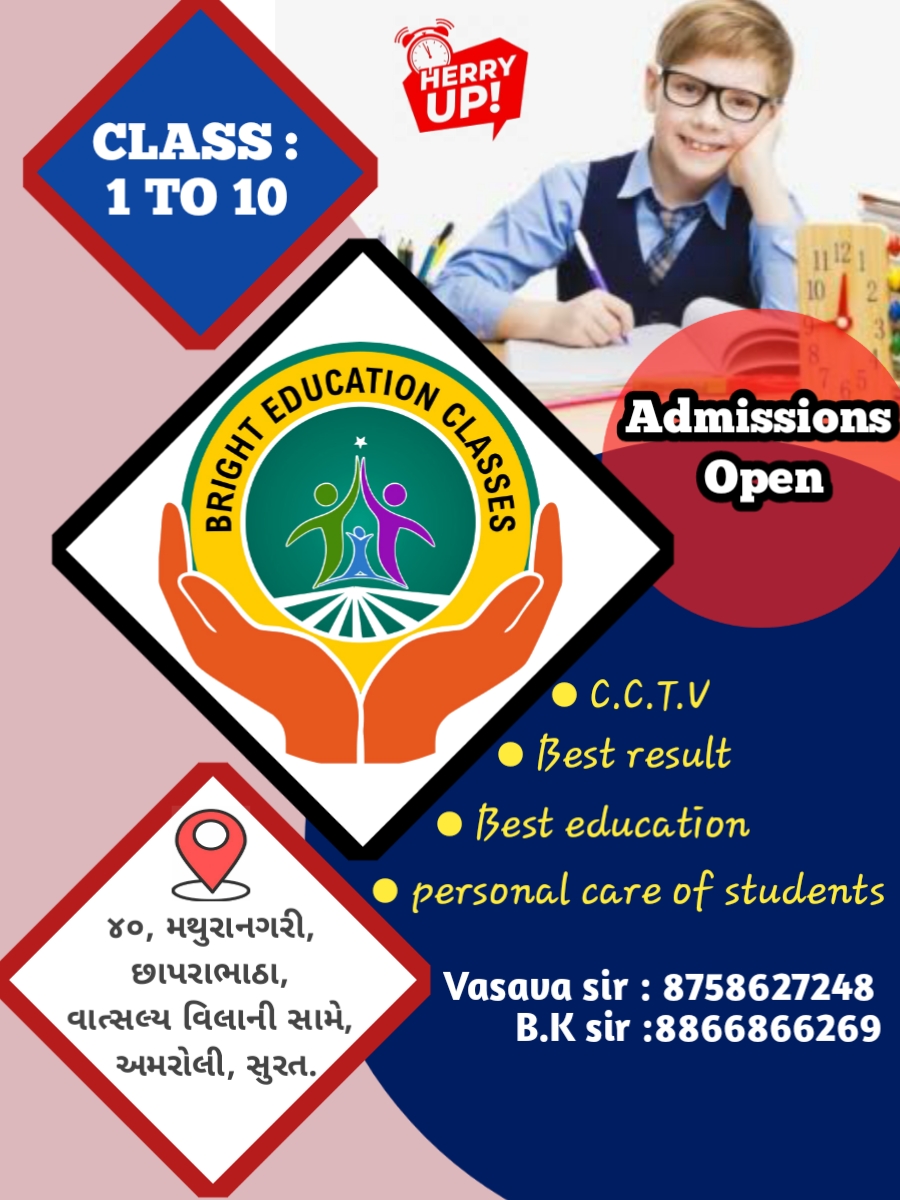 CLASS :
1 TO 10
HERRY
UP!
Admissions
Open
BRIGHT EDUCATION CLASSES
C.C.T.V
Best result
Best education
personal care of students
૪૦, મથુરાનગરી,
છાપરાભાઠા,
વાત્સલ્ય વિલાની સામે,
અમરોલી, સુરત.
Vasava sir : 8758627248
B.K sir :8866866269